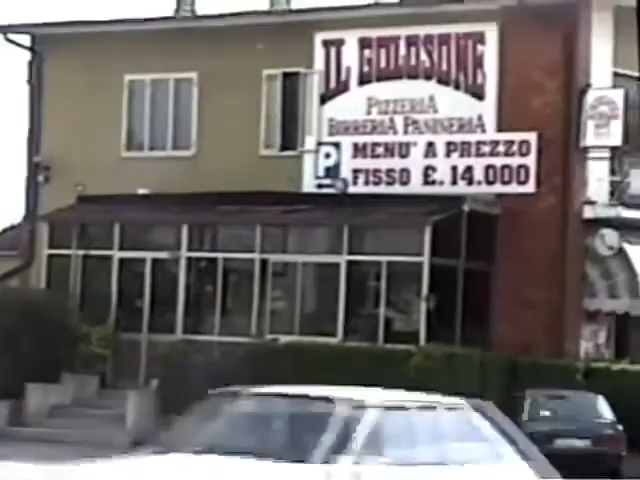 IL GOLOSONE
PIZZERIA
BIRRERIA PANINERIA
P
MENU' A PREZZO
FISSO £.14.000